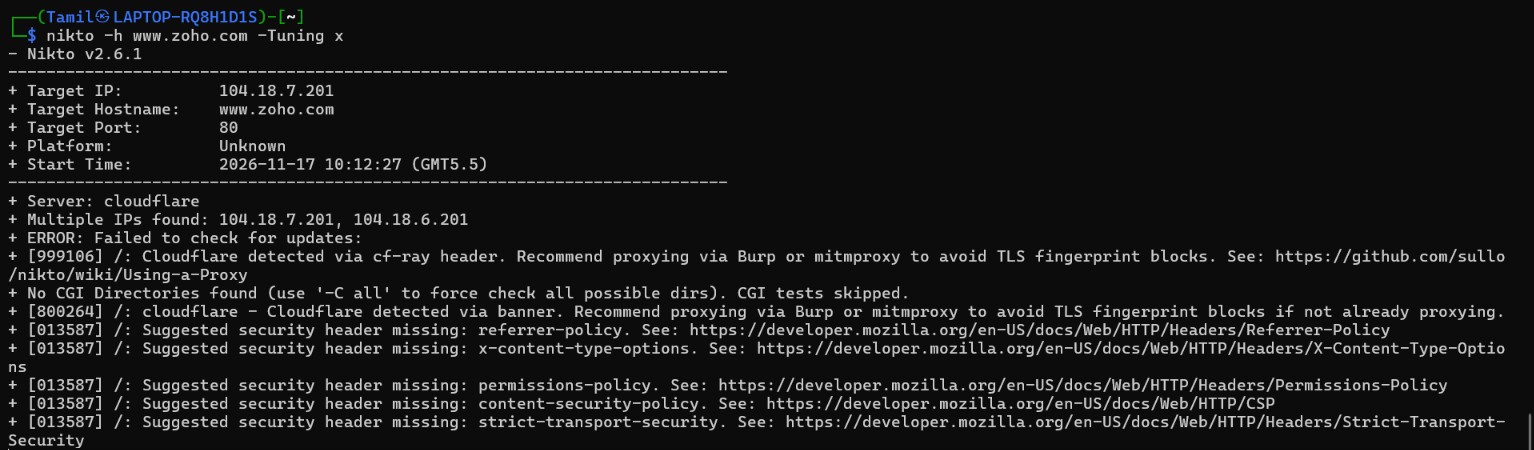 ┌──(Tamil㉿LAPTOP-RQ8H1D1S)-[~]
└─$ nikto -h www.zoho.com -Tuning x
- Nikto v2.6.1
---------------------------------------------------------------------------
+ Target IP:          104.18.7.201
+ Target Hostname:    www.zoho.com
+ Target Port:        80
+ Platform:           Unknown
+ Start Time:         2026-11-17 10:12:27 (GMT5.5)
---------------------------------------------------------------------------
+ Server: cloudflare
+ Multiple IPs found: 104.18.7.201, 104.18.6.201
+ ERROR: Failed to check for updates:
+ [999106] /: Cloudflare detected via cf-ray header. Recommend proxying via Burp or mitmproxy to avoid TLS fingerprint blocks. See: https://github.com/sullo
/nikto/wiki/Using-a-Proxy
+ No CGI Directories found (use '-C all' to force check all possible dirs). CGI tests skipped.
+ [800264] /: cloudflare - Cloudflare detected via banner. Recommend proxying via Burp or mitmproxy to avoid TLS fingerprint blocks if not already proxying.
+ [013587] /: Suggested security header missing: referrer-policy. See: https://developer.mozilla.org/en-US/docs/Web/HTTP/Headers/Referrer-Policy
+ [013587] /: Suggested security header missing: x-content-type-options. See: https://developer.mozilla.org/en-US/docs/Web/HTTP/Headers/X-Content-Type-Optio
ns
+ [013587] /: Suggested security header missing: permissions-policy. See: https://developer.mozilla.org/en-US/docs/Web/HTTP/Headers/Permissions-Policy
+ [013587] /: Suggested security header missing: content-security-policy. See: https://developer.mozilla.org/en-US/docs/Web/HTTP/CSP
+ [013587] /: Suggested security header missing: strict-transport-security. See: https://developer.mozilla.org/en-US/docs/Web/HTTP/Headers/Strict-Transport-
Security